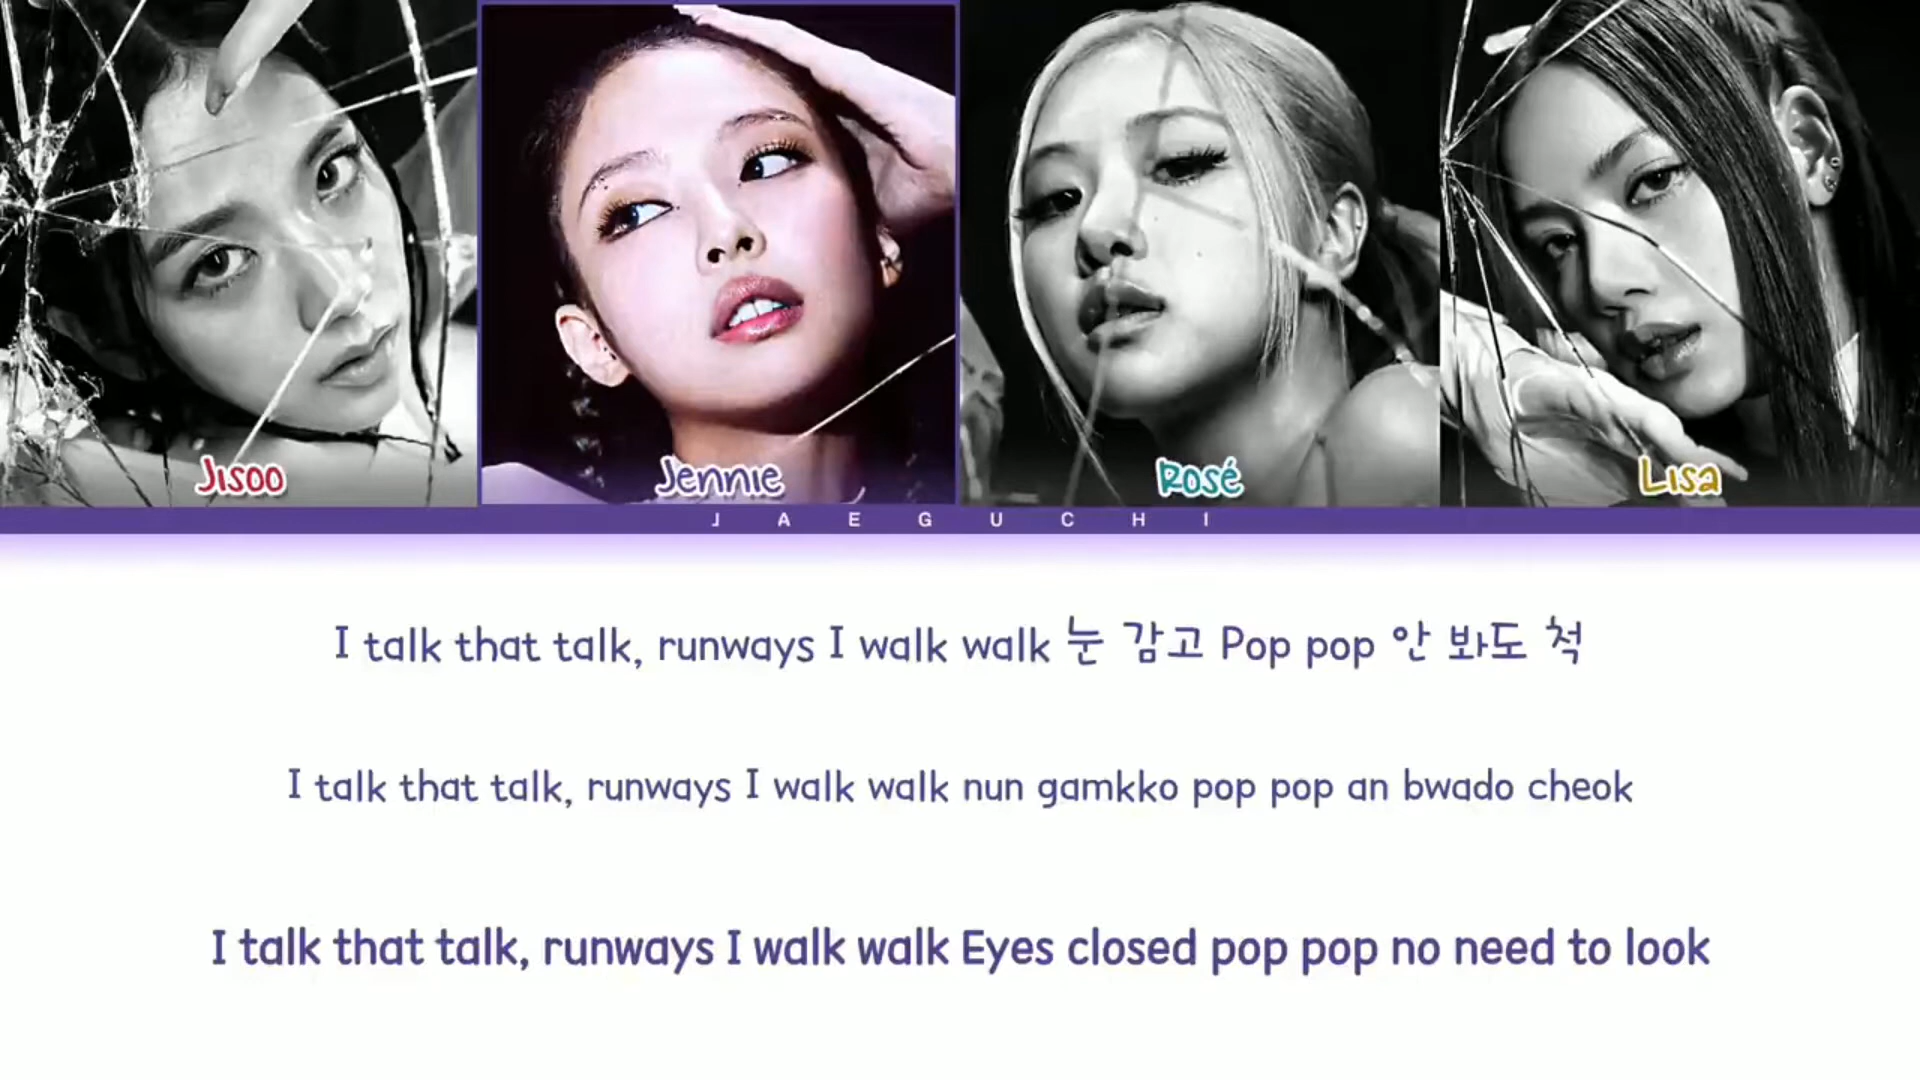 Jisoo
Jennie
Rosé
Lisa
JAEGUCHI
I talk that talk, runways I walk walk 눈 감고 Pop pop 안 봐도 척
I talk that talk, runways I walk walk nun gamkko pop pop an bwado cheok
I talk that talk, runways I walk walk Eyes closed pop pop no need to look